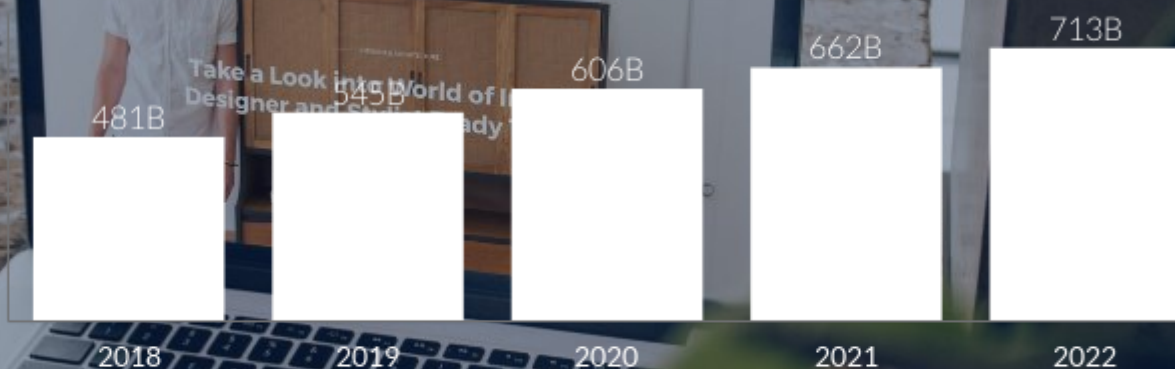 713B
662B
606B
Take a Look into World of
545B
Designer and
481B
2018 2019 2020 2021 2022